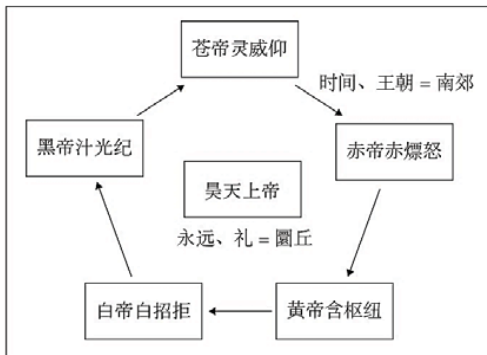 苍帝灵威仰
时间、王朝 = 南郊
黑帝汁光纪
赤帝赤熛怒
昊天上帝
永远、礼 = 圜丘
白帝白招拒
黄帝含枢纽